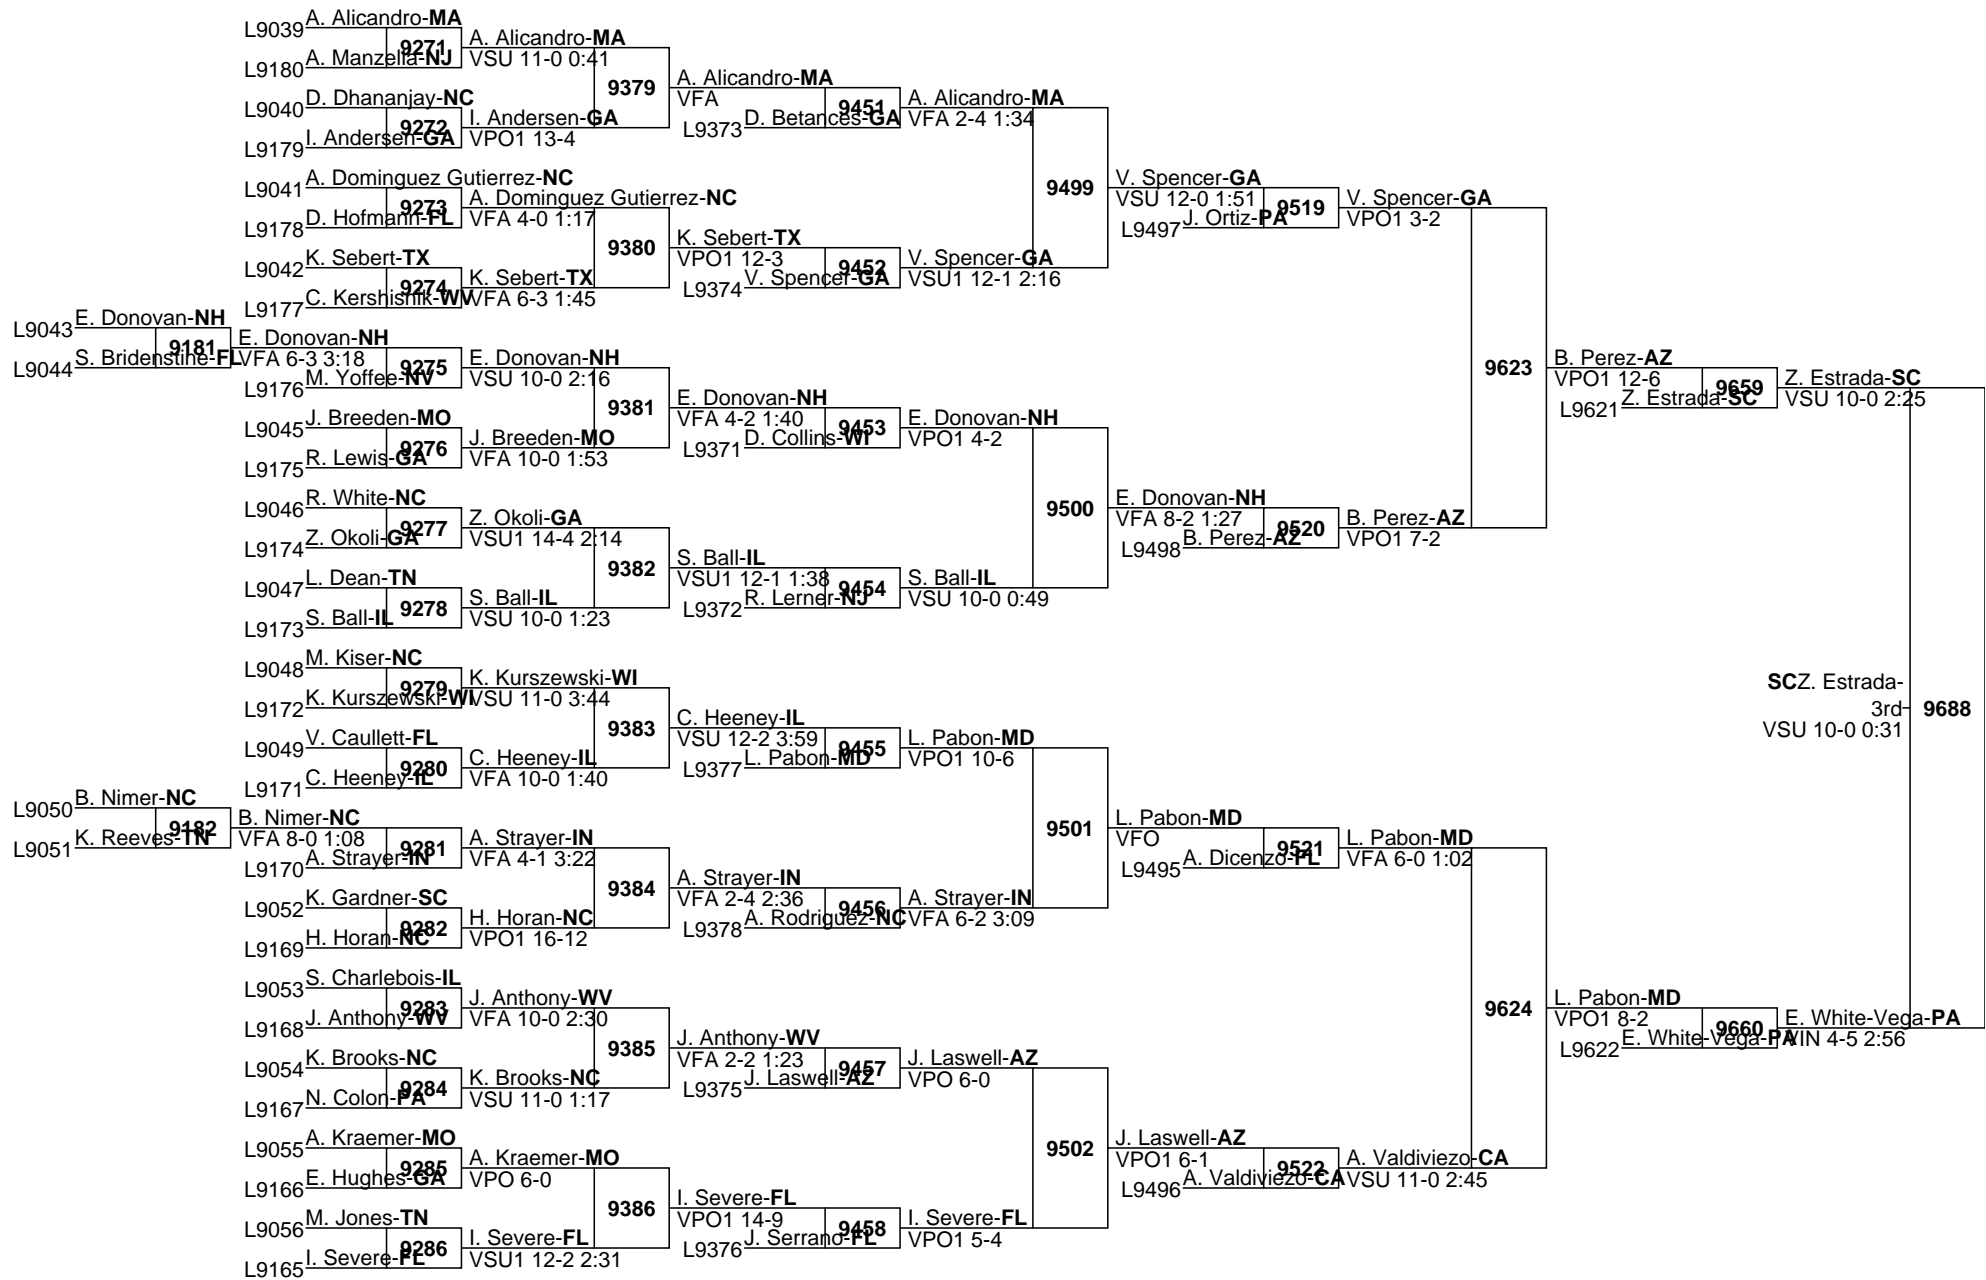 L9039 A. Alicandro-MA
9271 A. Alicandro-MA
L9180 A. Manzella-NJ VSU 11-0 0:41
9379 A. Alicandro-MA
VFA
L9040 D. Dhananjay-NC
9272 I. Andersen-GA
L9179 I. Andersen-GA VPO1 13-4
L9373 D. Betances-GA 9451 A. Alicandro-MA
VFA 2-4 1:34
L9041 A. Dominguez Gutierrez-NC
9273 A. Dominguez Gutierrez-NC
L9178 D. Hofmann-FL VFA 4-0 1:17
9380 K. Sebert-TX
VPO1 12-3
L9042 K. Sebert-TX
9274 K. Sebert-TX
L9177 C. Kershisnik-WV VFA 6-3 1:45
L9374 V. Spencer-GA 9452 V. Spencer-GA
VSU1 12-1 2:16
9499 V. Spencer-GA
VSU 12-0 1:51
L9497 J. Ortiz-PA 9519 V. Spencer-GA
VPO1 3-2
L9043 E. Donovan-NH
9181 E. Donovan-NH
L9044 S. Bridenstine-FL VFA 6-3 3:18
L9176 M. Yoffee-NV 9275 E. Donovan-NH
VSU 10-0 2:16
9381 E. Donovan-NH
VFA 4-2 1:40
L9045 J. Breeden-MO
9276 J. Breeden-MO
L9175 R. Lewis-GA VFA 10-0 1:53
L9371 D. Collins-WI 9453 E. Donovan-NH
VPO1 4-2
L9046 R. White-NC
9277 Z. Okoli-GA
L9174 Z. Okoli-GA VSU1 14-4 2:14
9382 S. Ball-IL
VSU1 12-1 1:38
L9047 L. Dean-TN
9278 S. Ball-IL
L9173 S. Ball-IL VSU 10-0 1:23
L9372 R. Lerner-NJ 9454 S. Ball-IL
VSU 10-0 0:49
9500 E. Donovan-NH
VFA 8-2 1:27
L9498 B. Perez-AZ 9520 B. Perez-AZ
VPO1 7-2
9623 B. Perez-AZ
VPO1 12-6
L9621 Z. Estrada-SC 9659 Z. Estrada-SC
VSU 10-0 2:25
L9048 M. Kiser-NC
9279 K. Kurszewski-WI
L9172 K. Kurszewski-WI VSU 11-0 3:44
9383 C. Heeney-IL
VSU 12-2 3:59
L9049 V. Caullett-FL
9280 C. Heeney-IL
L9171 C. Heeney-IL VFA 10-0 1:40
L9377 L. Pabon-MD 9455 L. Pabon-MD
VPO1 10-6
L9050 B. Nimer-NC
9182 B. Nimer-NC
L9051 K. Reeves-TN VFA 8-0 1:08
L9170 A. Strayer-IN 9281 A. Strayer-IN
VFA 4-1 3:22
9384 A. Strayer-IN
VFA 2-4 2:36
L9052 K. Gardner-SC
9282 H. Horan-NC
L9169 H. Horan-NC VPO1 16-12
L9378 A. Rodriguez-NC 9456 A. Strayer-IN
VFA 6-2 3:09
9501 L. Pabon-MD
VFO
L9495 A. Dicenzo-FL 9521 L. Pabon-MD
VFA 6-0 1:02
L9053 S. Charlebois-IL
9283 J. Anthony-WV
L9168 J. Anthony-WV VFA 10-0 2:30
9385 J. Anthony-WV
VFA 2-2 1:23
L9054 K. Brooks-NC
9284 K. Brooks-NC
L9167 N. Colon-PA VSU 11-0 1:17
L9375 J. Laswell-AZ 9457 J. Laswell-AZ
VPO 6-0
L9055 A. Kraemer-MO
9285 A. Kraemer-MO
L9166 E. Hughes-GA VPO 6-0
9386 I. Severe-FL
VPO1 14-9
L9056 M. Jones-TN
9286 I. Severe-FL
L9165 I. Severe-FL VSU1 12-2 2:31
L9376 J. Serrano-FL 9458 I. Severe-FL
VPO1 5-4
9502 J. Laswell-AZ
VPO1 6-1
L9496 A. Valdiviezo-CA 9522 A. Valdiviezo-CA
VSU 11-0 2:45
9624 L. Pabon-MD
VPO1 8-2
L9622 E. White-Vega-PA 9660 E. White-Vega-PA
VIN 4-5 2:56
SCZ. Estrada-
3rd 9688
VSU 10-0 0:31